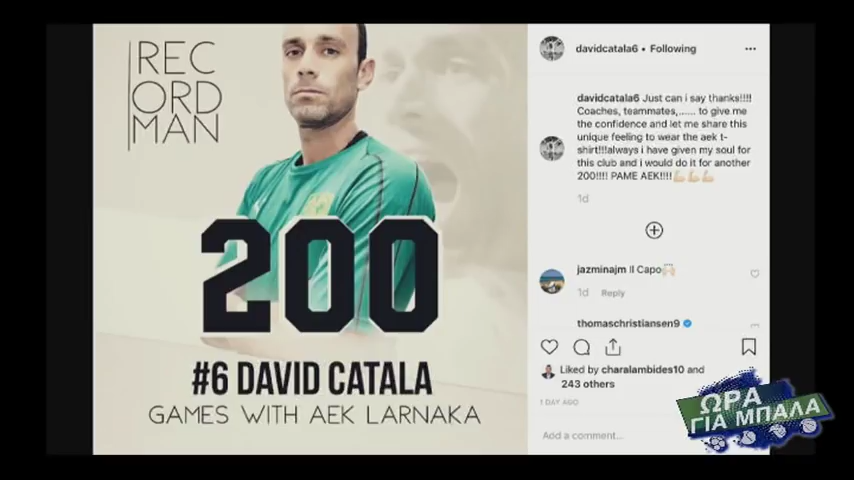 REC
ORD
MAN
200
#6 DAVID CATALA
GAMES WITH AEK LARNAKA
davidcatala6 • Following
davidcatala6 Just can i say thanks!!!!
Coaches, teammates,...... to give me
the confidence and let me share this
unique feeling to wear the aek t-
shirt!!!always i have given my soul for
this club and i would do it for another
200!!!! PAME AEK!!!!💪🏻💪🏻💪🏻
1d
jazminajm Il Capo🙌🏻
1d Reply
thomaschristiansen9
Liked by charalambides10 and
243 others
1 DAY AGO
Add a comment...
ΩΡΑ
ΓΙΑ ΜΠΑΛΑ